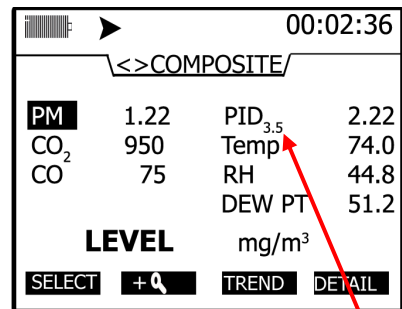 00:02:36
<>COMPOSITE/
PM 1.22 PID3.5 2.22
CO2 950 Temp 74.0
CO 75 RH 44.8
DEW PT 51.2
LEVEL mg/m³
SELECT + TREND DETAIL